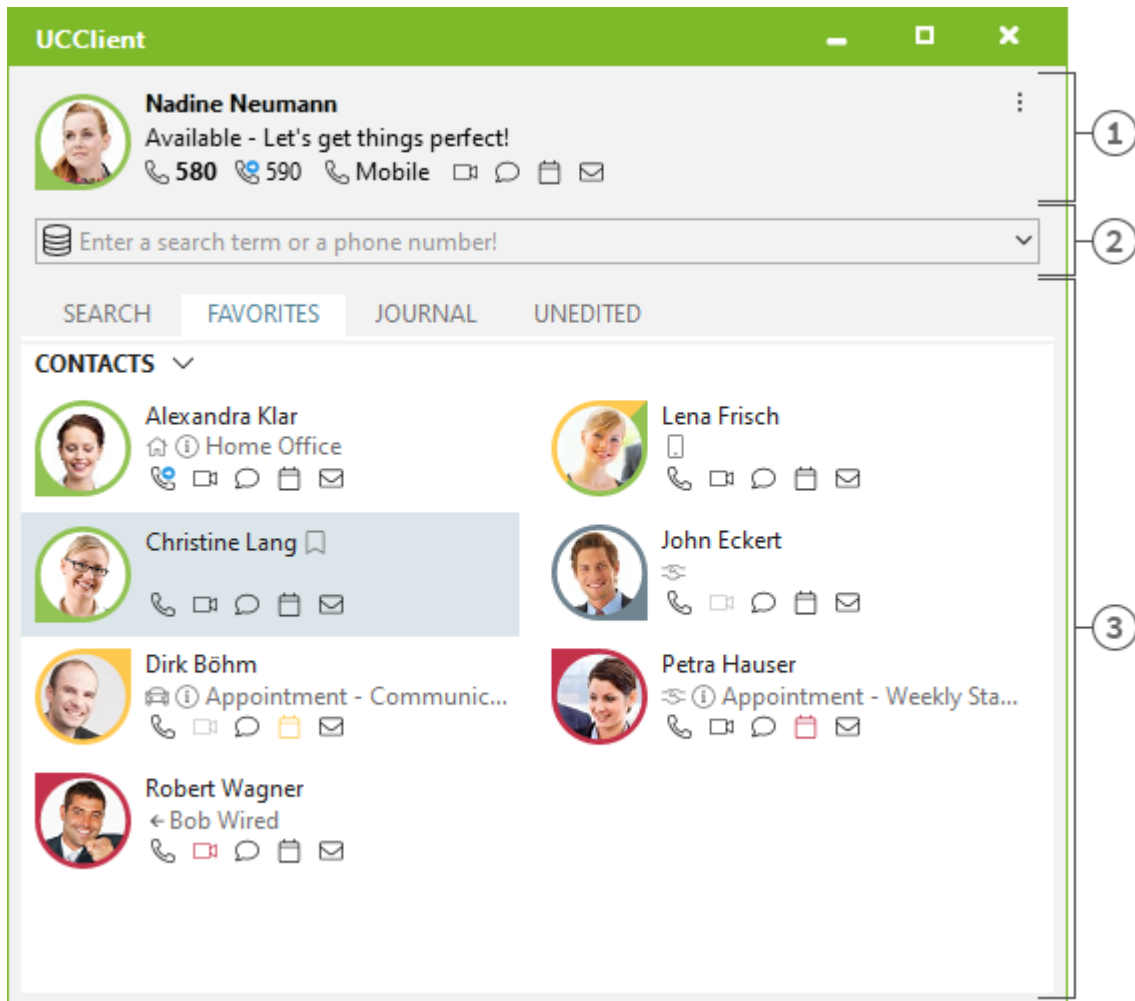 UCClient
Nadine Neumann
Available - Let's get things perfect!
580 590 Mobile
1
Enter a search term or a phone number!
2
SEARCH FAVORITES JOURNAL UNEDITED
CONTACTS
Alexandra Klar
Home Office
Lena Frisch
Christine Lang
John Eckert
3
Dirk Böhm
Appointment - Communic...
Petra Hauser
Appointment - Weekly Sta...
Robert Wagner
Bob Wired